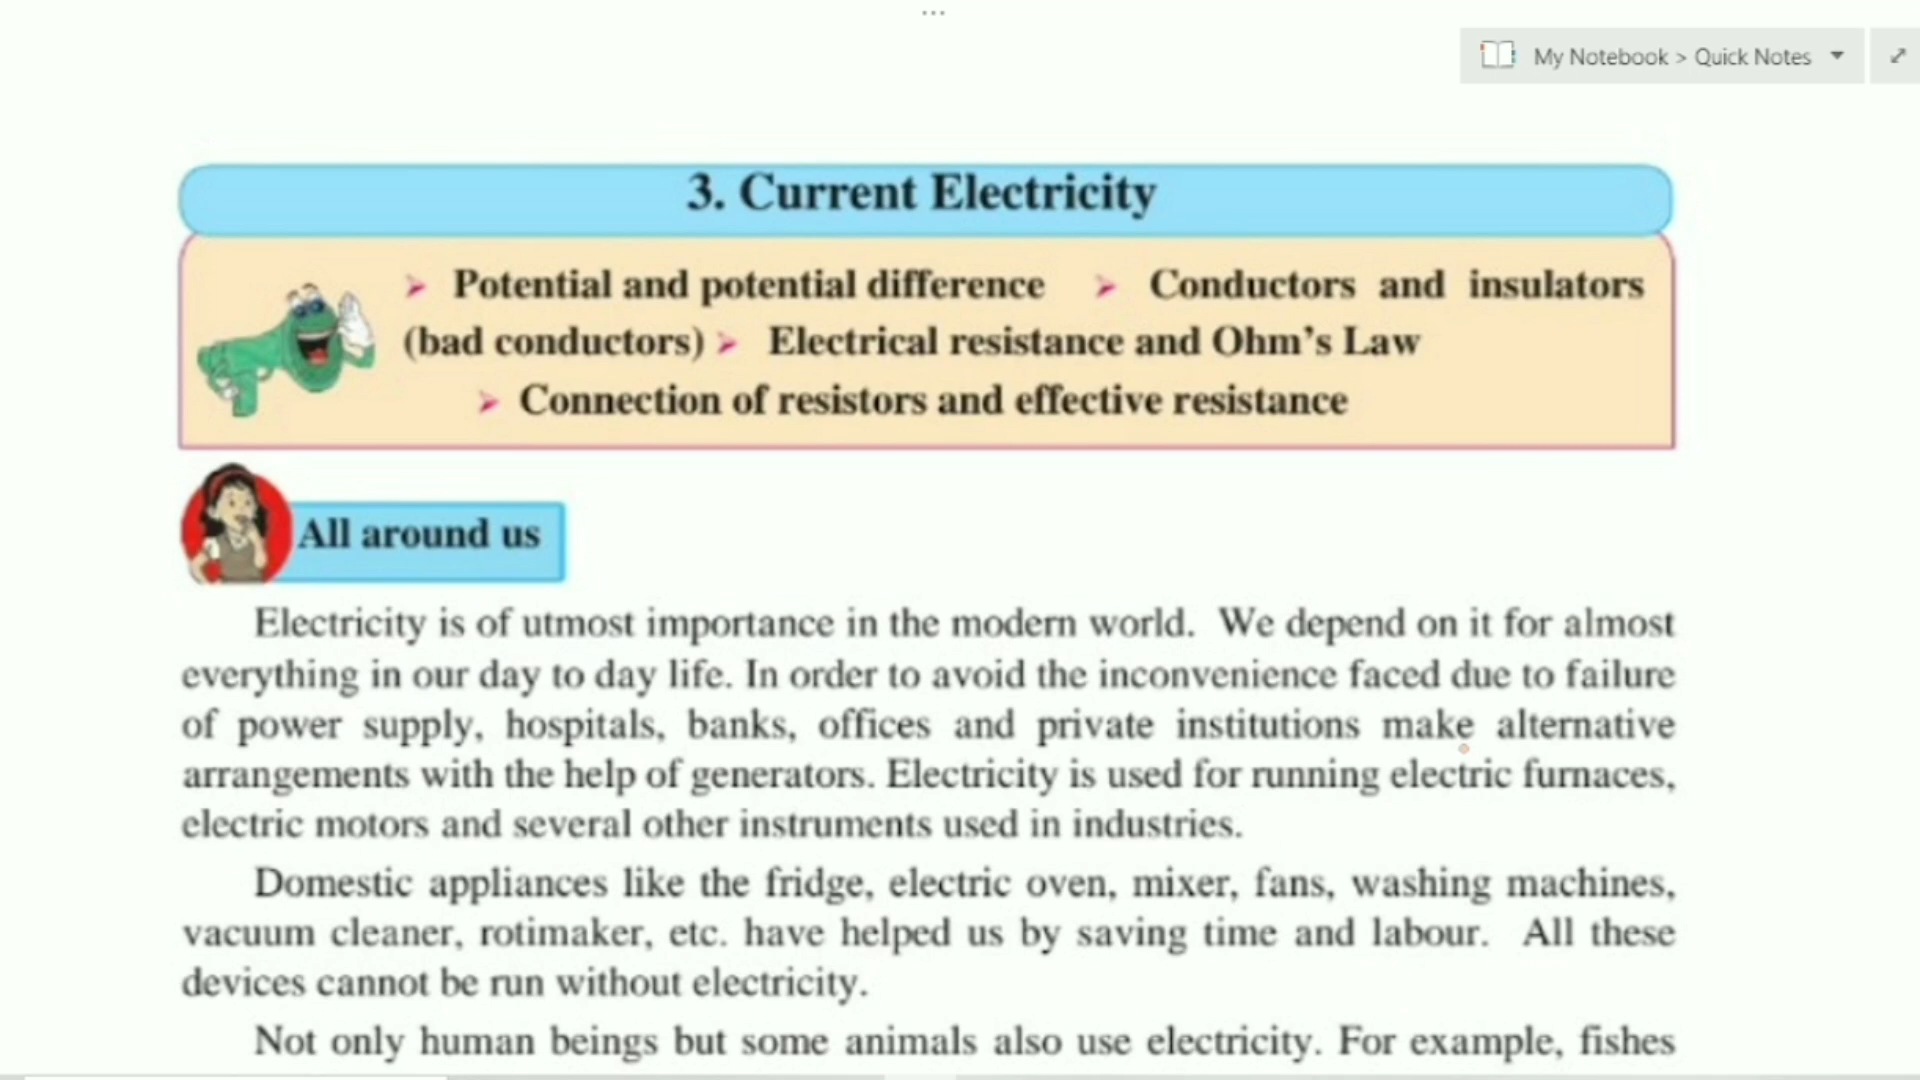 ...
My Notebook > Quick Notes
3. Current Electricity
➢ Potential and potential difference ➢ Conductors and insulators
(bad conductors) ➢ Electrical resistance and Ohm’s Law
➢ Connection of resistors and effective resistance
All around us
Electricity is of utmost importance in the modern world. We depend on it for almost
everything in our day to day life. In order to avoid the inconvenience faced due to failure
of power supply, hospitals, banks, offices and private institutions make alternative
arrangements with the help of generators. Electricity is used for running electric furnaces,
electric motors and several other instruments used in industries.
Domestic appliances like the fridge, electric oven, mixer, fans, washing machines,
vacuum cleaner, rotimaker, etc. have helped us by saving time and labour. All these
devices cannot be run without electricity.
Not only human beings but some animals also use electricity. For example, fishes